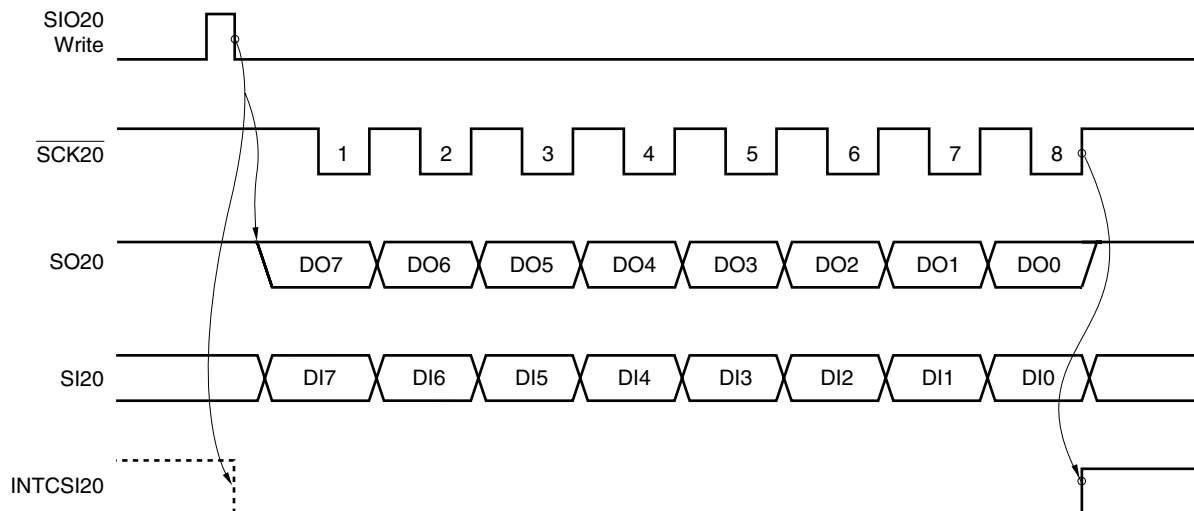 SIO20
Write
SCK20
1 2 3 4 5 6 7 8
SO20
DO7 DO6 DO5 DO4 DO3 DO2 DO1 DO0
SI20
DI7 DI6 DI5 DI4 DI3 DI2 DI1 DI0
INTCSI20